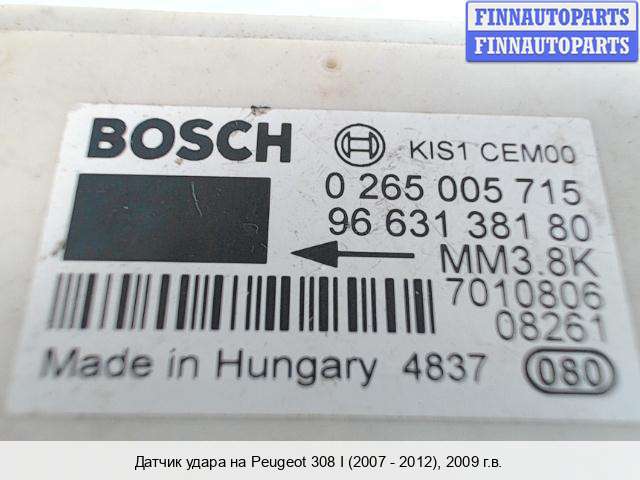 FINNAUTOPARTS
FINNAUTOPARTS
BOSCH KIS1 CEM00
0 265 005 715
96 631 381 80
MM3.8K
7010806
08261
Made in Hungary 4837 080
Датчик удара на Peugeot 308 I (2007 - 2012), 2009 г.в.